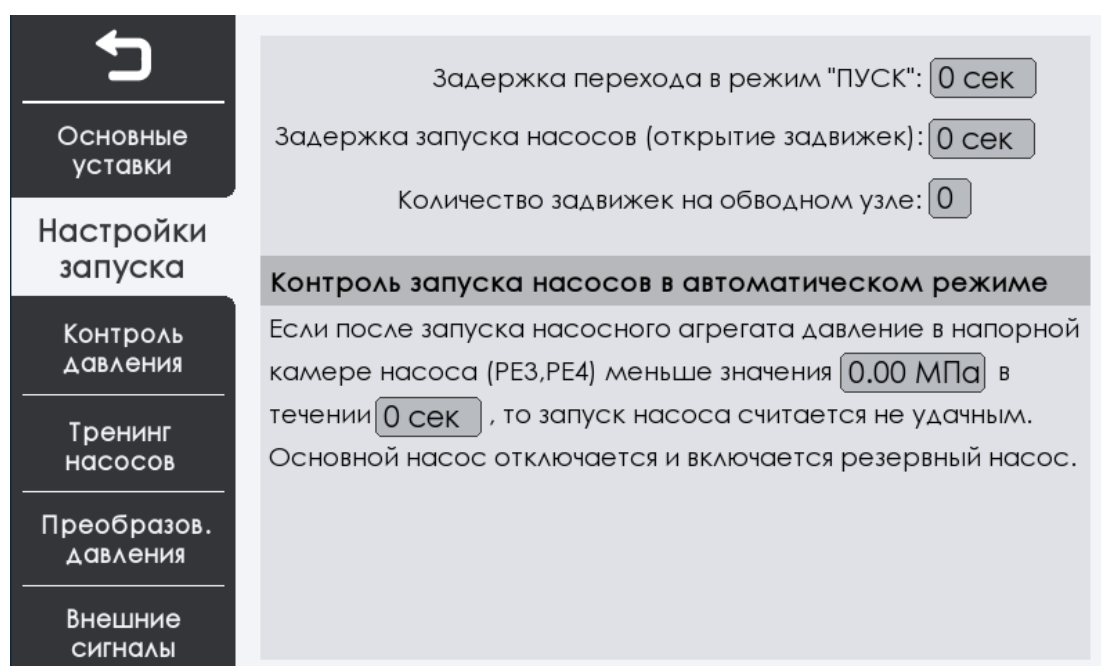 Основные
уставки
Настройки
запуска
Контроль
давления
Тренинг
насосов
Преобразов.
давления
Внешние
сигналы
Задержка перехода в режим "ПУСК": 0 сек
Задержка запуска насосов (открытие задвижек): 0 сек
Количество задвижек на обводном узле: 0
Контроль запуска насосов в автоматическом режиме
Если после запуска насосного агрегата давление в напорной
камере насоса (PE3,PE4) меньше значения 0.00 МПа в
течении 0 сек , то запуск насоса считается не удачным.
Основной насос отключается и включается резервный насос.